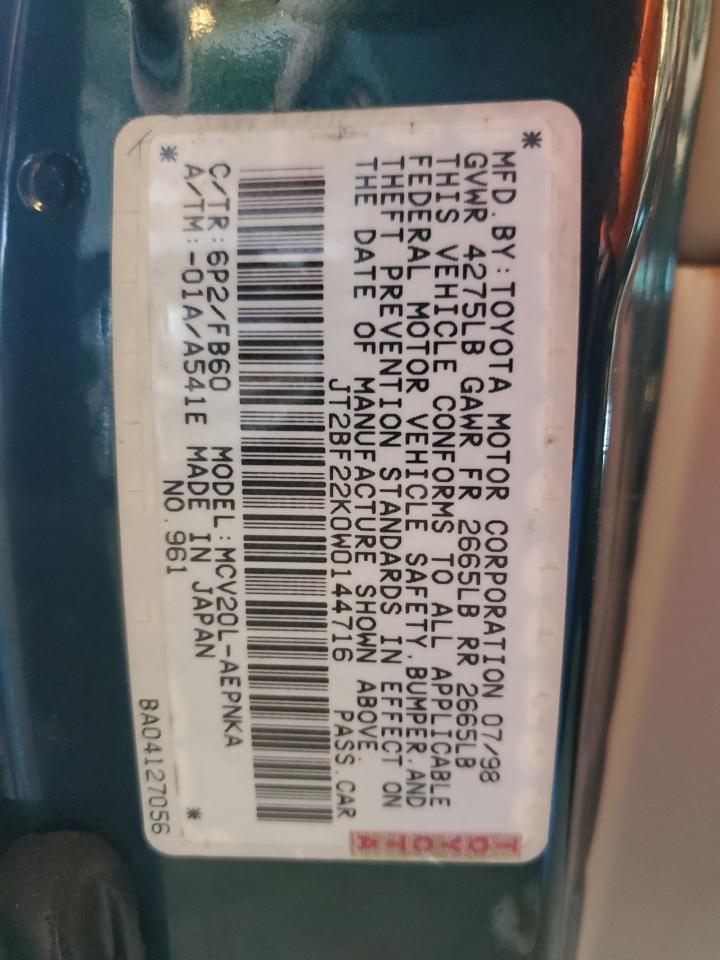 MFD.BY:TOYOTA MOTOR CORPORATION 07/98
GVWR 4275LB GAWR FR 2665LB RR 2665LB
THIS VEHICLE CONFORMS TO ALL APPLICABLE
FEDERAL MOTOR VEHICLE SAFETY,BUMPER,AND
THEFT PREVENTION STANDARDS IN EFFECT ON
THE DATE OF MANUFACTURE SHOWN ABOVE.
JT2BF22K0W0144716 PASS.CAR
C/TR:6P2/FB60 MODEL:MCV20L-AEPNKA
A/TM:-01A/A541E MADE IN JAPAN
NO.961
BA04127056
TOYOTA